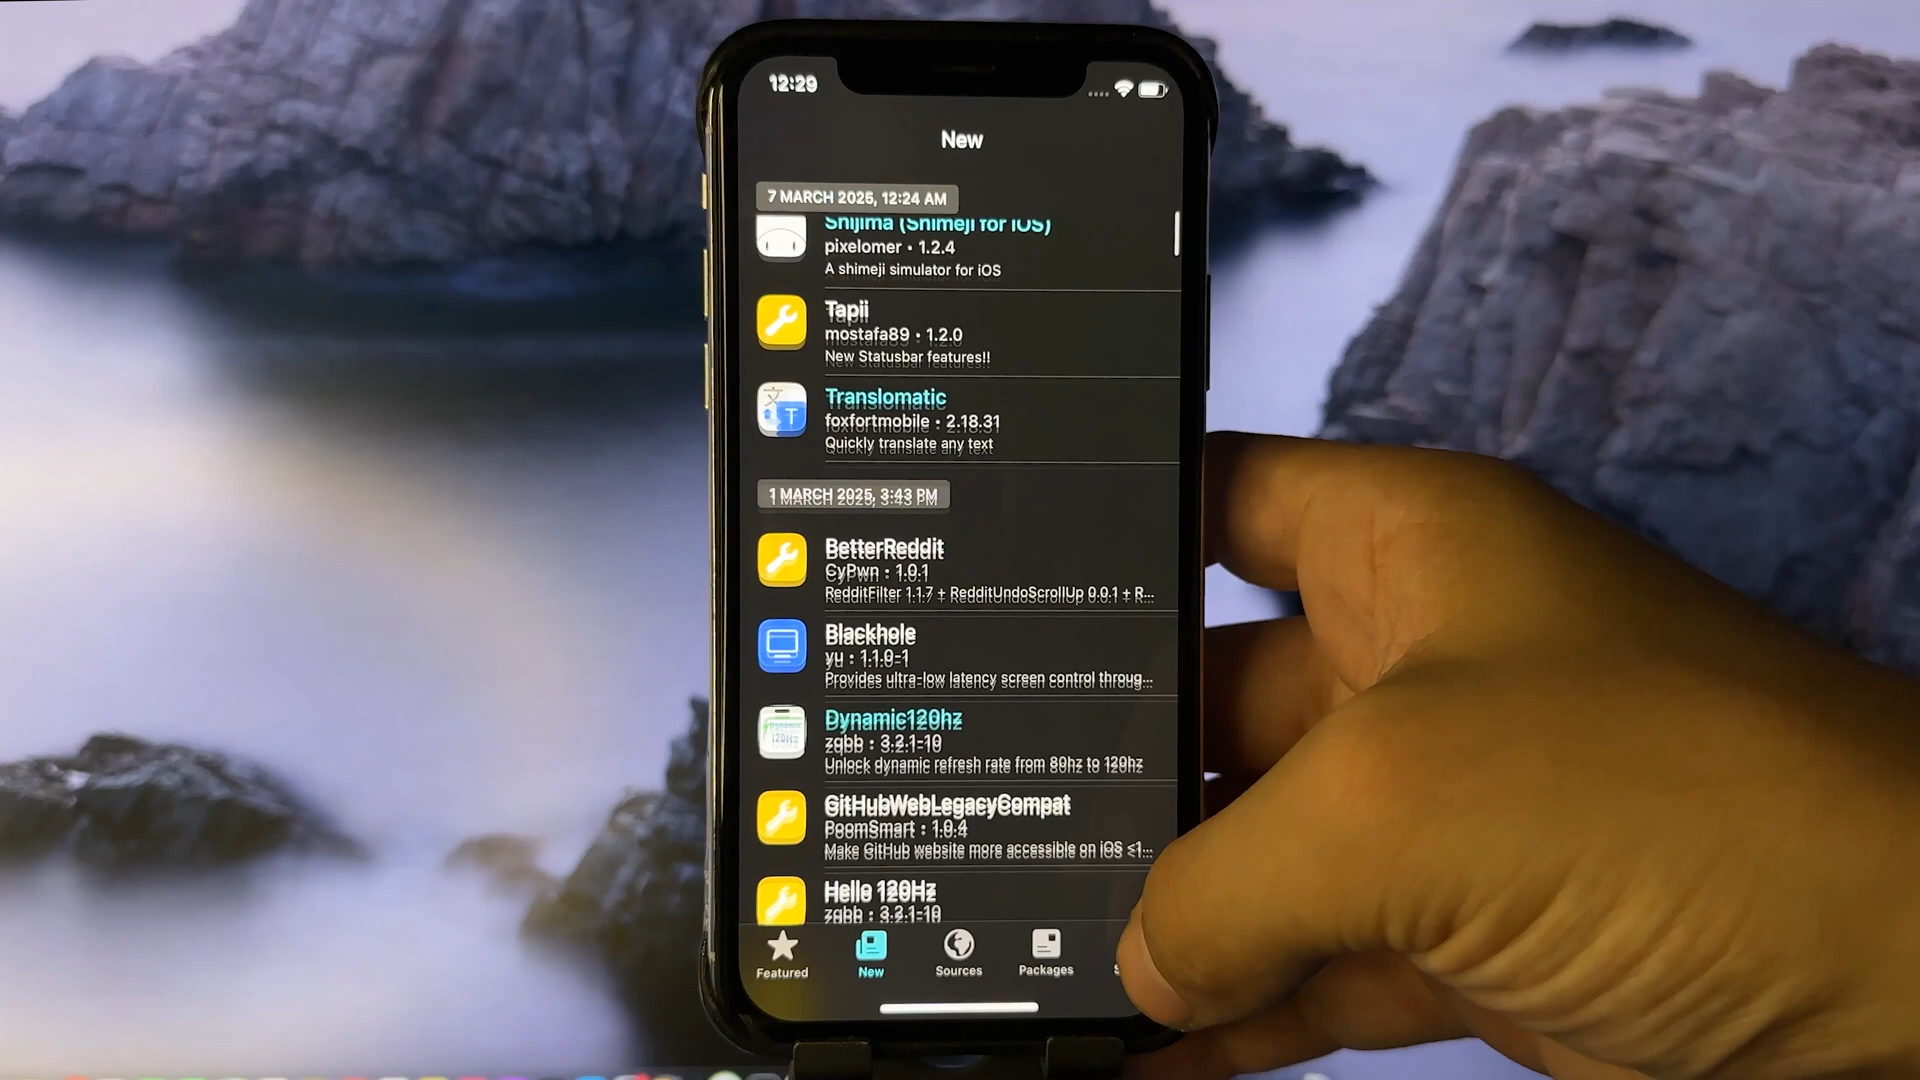 12:29
New
7 MARCH 2025, 12:24 AM
Shijima (Shimeji for iOS)
pixelomer • 1.2.4
A shimeji simulator for iOS
Tapii
mostafa89 • 1.2.0
New Statusbar features!!
文
T
Translomatic
foxfortmobile • 2.18.31
Quickly translate any text
1 MARCH 2025, 3:43 PM
BetterReddit
CyPwn • 1.0.1
RedditFilter 1.1.7 + RedditUndoScrollUp 0.0.1 + R...
Blackhole
yu • 1.1.0-1
Provides ultra-low latency screen control throug...
Dynamic
120Hz
Dynamic120hz
zqbb • 3.2.1-10
Unlock dynamic refresh rate from 80hz to 120hz
GitHubWebLegacyCompat
PoomSmart • 1.0.4
Make GitHub website more accessible on iOS <1...
Hello 120Hz
zqbb • 3.2.1-10
Featured
New
Sources
Packages